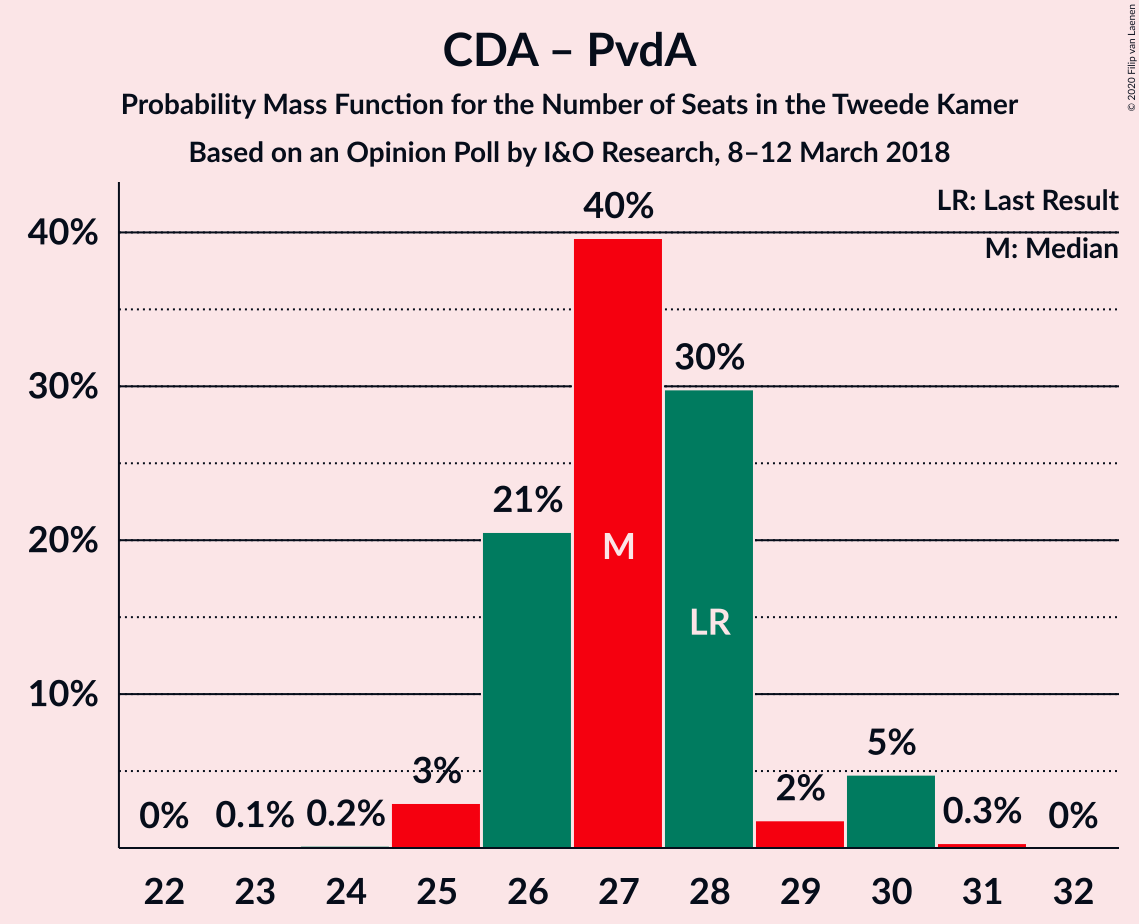 CDA – PvdA
Probability Mass Function for the Number of Seats in the Tweede Kamer
Based on an Opinion Poll by I&O Research, 8–12 March 2018
© 2020 Filip van Laenen
LR: Last Result
M: Median
40%
30%
20%
10%
0%
0.1%
0.2%
3%
21%
40%
30%
2%
5%
0.3%
0%
M
LR
22 23 24 25 26 27 28 29 30 31 32